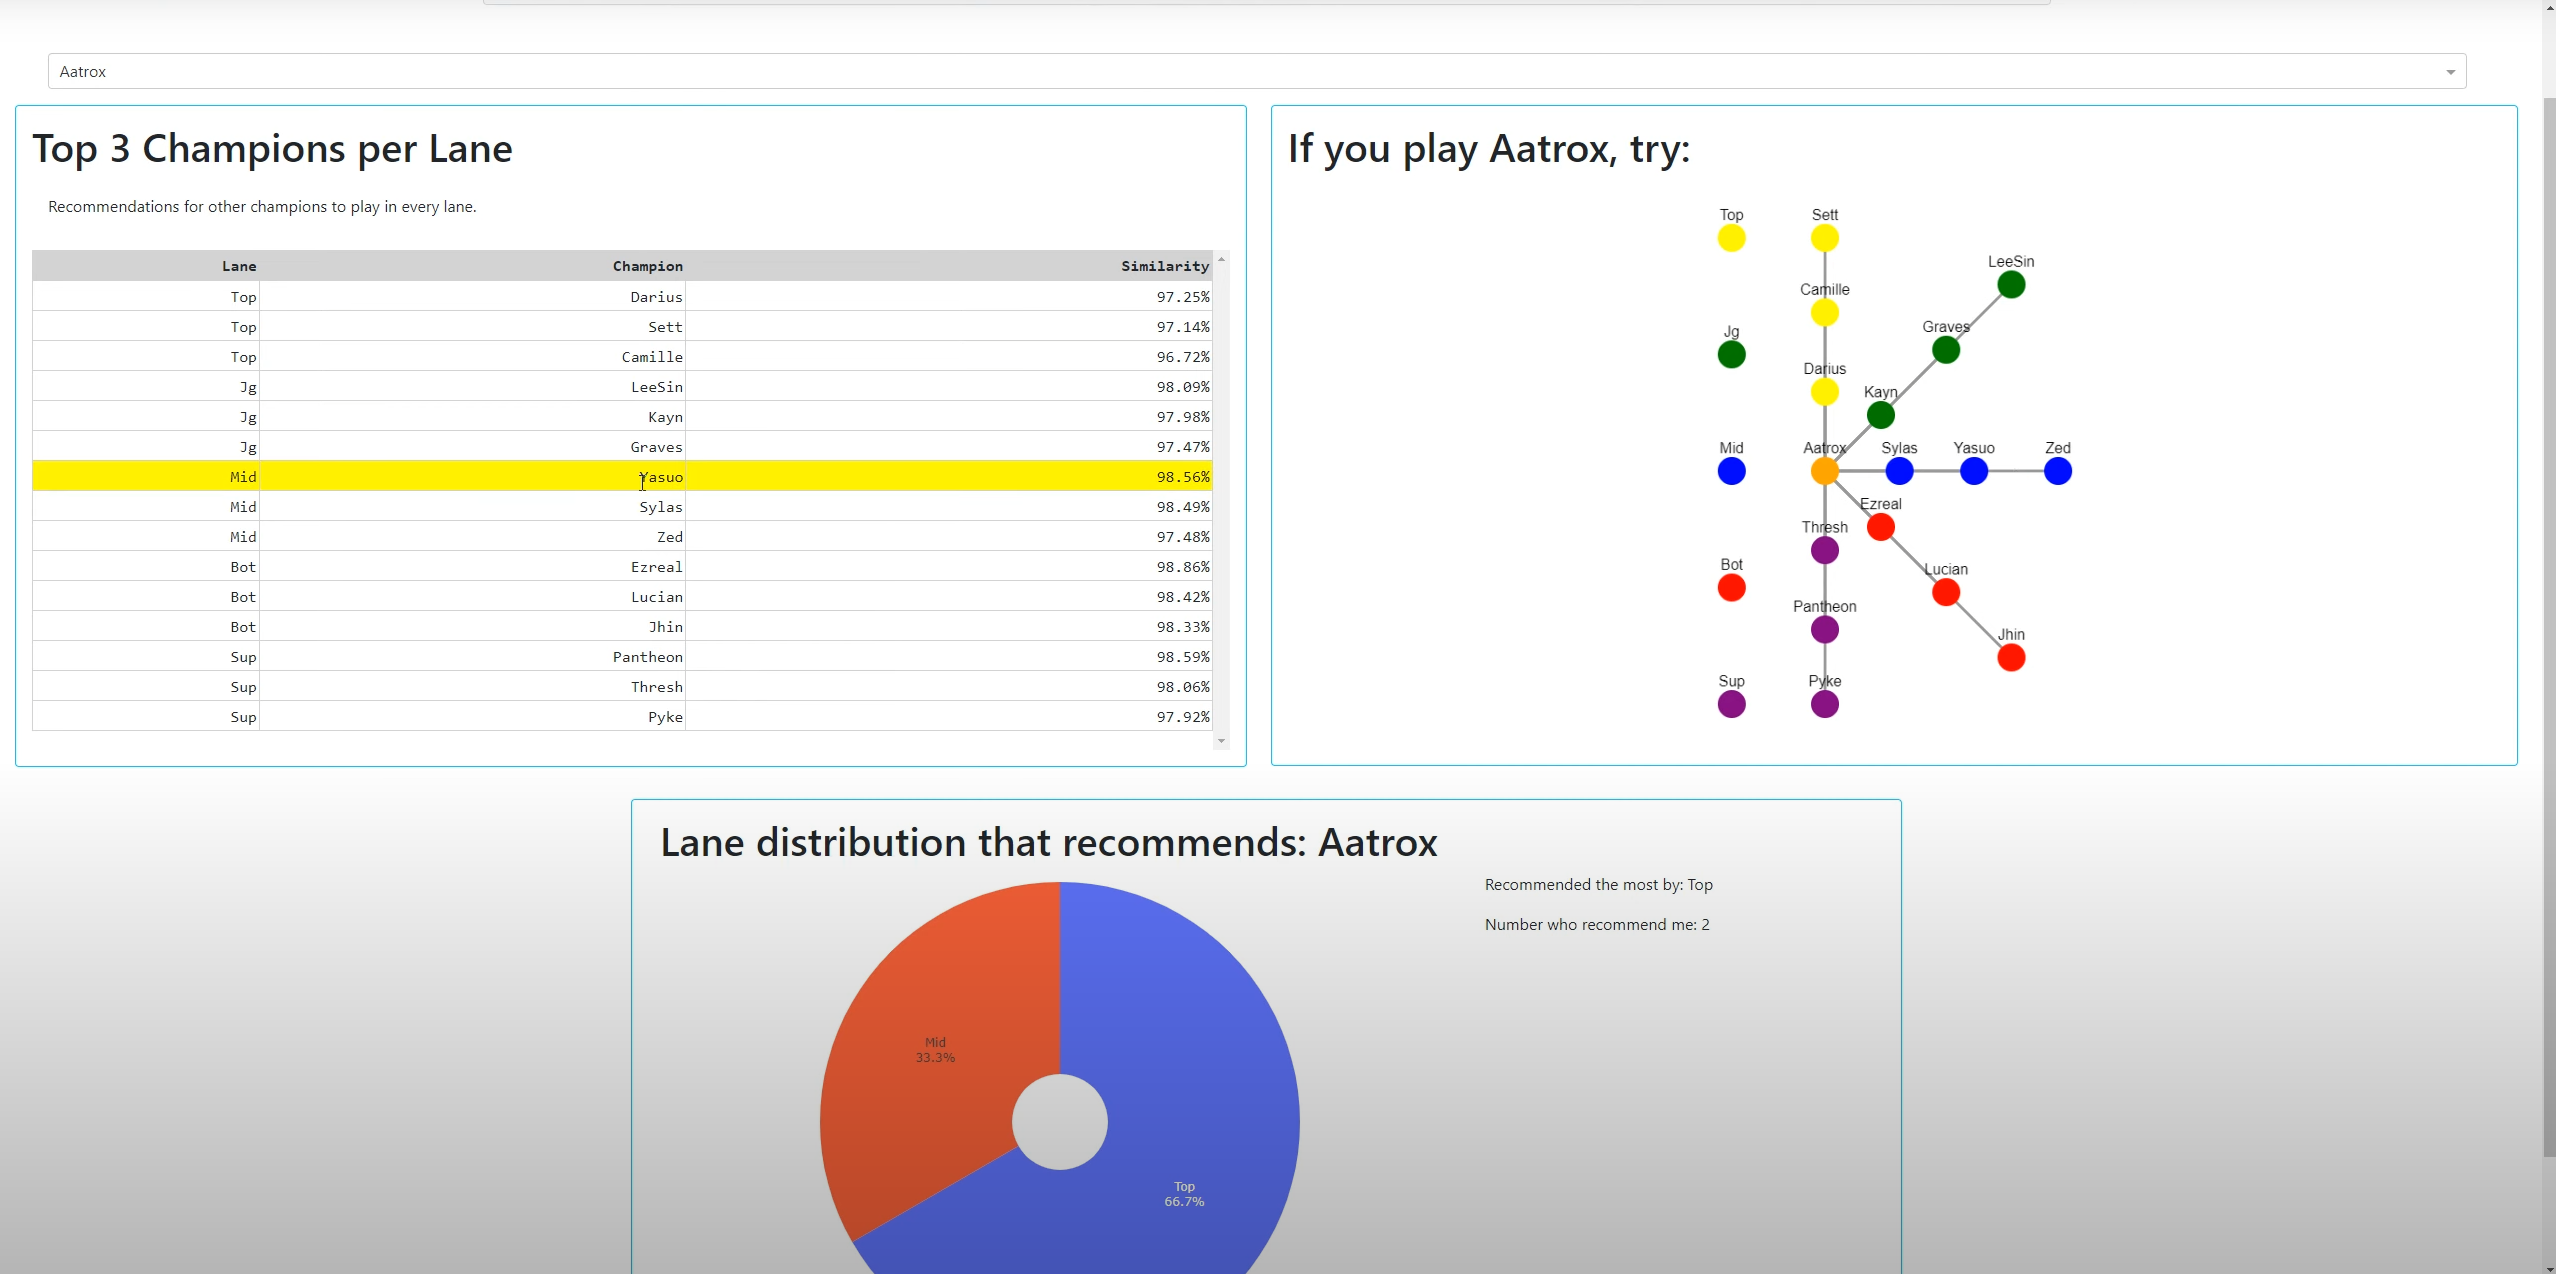 Aatrox
Top 3 Champions per Lane
Recommendations for other champions to play in every lane.
Lane Champion Similarity
Top Darius 97.25%
Top Sett 97.14%
Top Camille 96.72%
Jg LeeSin 98.09%
Jg Kayn 97.98%
Jg Graves 97.47%
Mid Yasuo 98.56%
Mid Sylas 98.49%
Mid Zed 97.48%
Bot Ezreal 98.86%
Bot Lucian 98.42%
Bot Jhin 98.33%
Sup Pantheon 98.59%
Sup Thresh 98.06%
Sup Pyke 97.92%
If you play Aatrox, try:
Top Sett
LeeSin
Camille
Graves
Jg
Darius
Kayn
Mid Aatrox Sylas Yasuo Zed
Ezreal
Thresh
Bot Lucian
Pantheon
Jhin
Sup Pyke
Lane distribution that recommends: Aatrox
Recommended the most by: Top
Number who recommend me: 2
Mid
33.3%
Top
66.7%